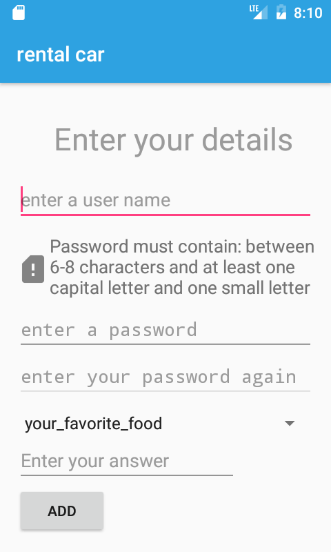 LTE 8:10
rental car
Enter your details
enter a user name
Password must contain: between
6-8 characters and at least one
capital letter and one small letter
enter a password
enter your password again
your_favorite_food
Enter your answer
ADD